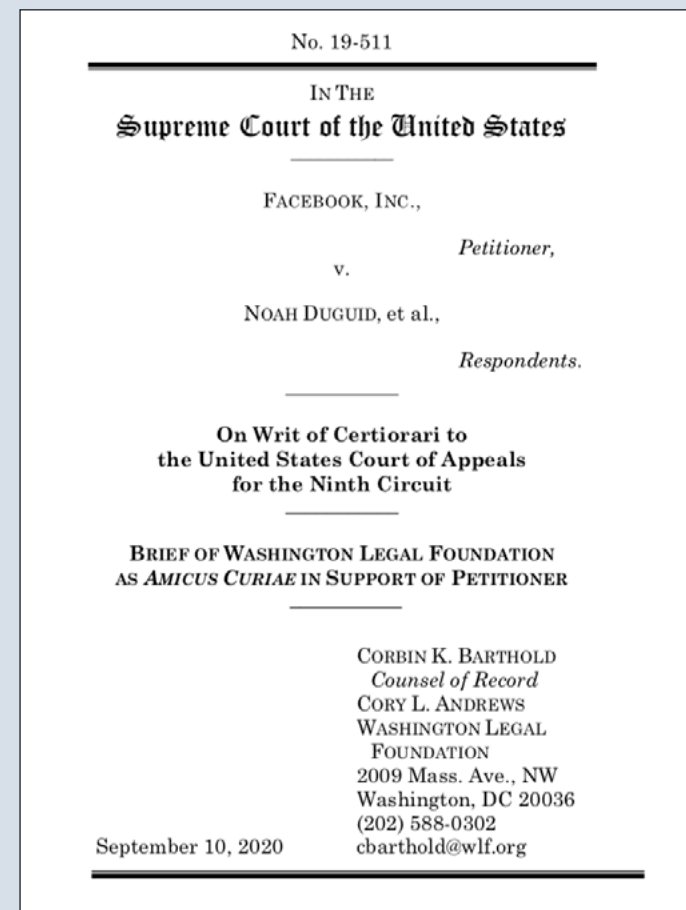 No. 19-511
IN THE
Supreme Court of the United States
FACEBOOK, INC.,
Petitioner,
v.
NOAH DUGUID, et al.,
Respondents.
On Writ of Certiorari to
the United States Court of Appeals
for the Ninth Circuit
BRIEF OF WASHINGTON LEGAL FOUNDATION
AS AMICUS CURIAE IN SUPPORT OF PETITIONER
CORBIN K. BARTHOLD
Counsel of Record
CORY L. ANDREWS
WASHINGTON LEGAL
FOUNDATION
2009 Mass. Ave., NW
Washington, DC 20036
(202) 588-0302
September 10, 2020 cbarthold@wlf.org